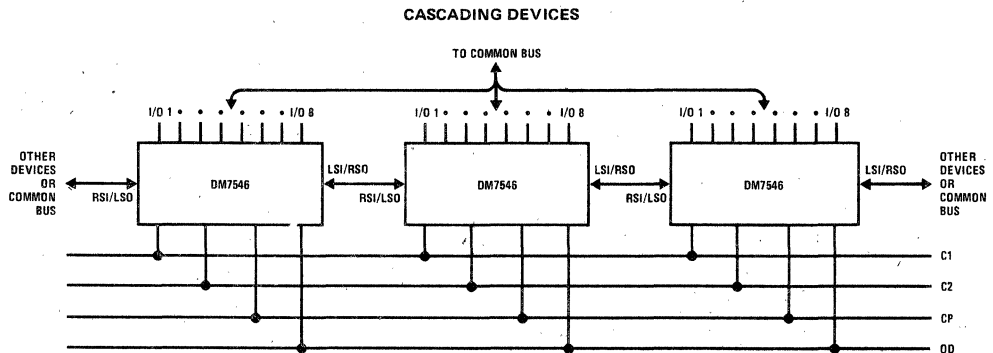 CASCADING DEVICES
TO COMMON BUS
I/O 1 I/O 8 I/O 1 I/O 8 I/O 1 I/O 8
OTHER
DEVICES
OR
COMMON
BUS
RSI/LSO
DM7546
LSI/RSO
RSI/LSO
DM7546
LSI/RSO
RSI/LSO
DM7546
LSI/RSO
OTHER
DEVICES
OR
COMMON
BUS
C1
C2
CP
OD